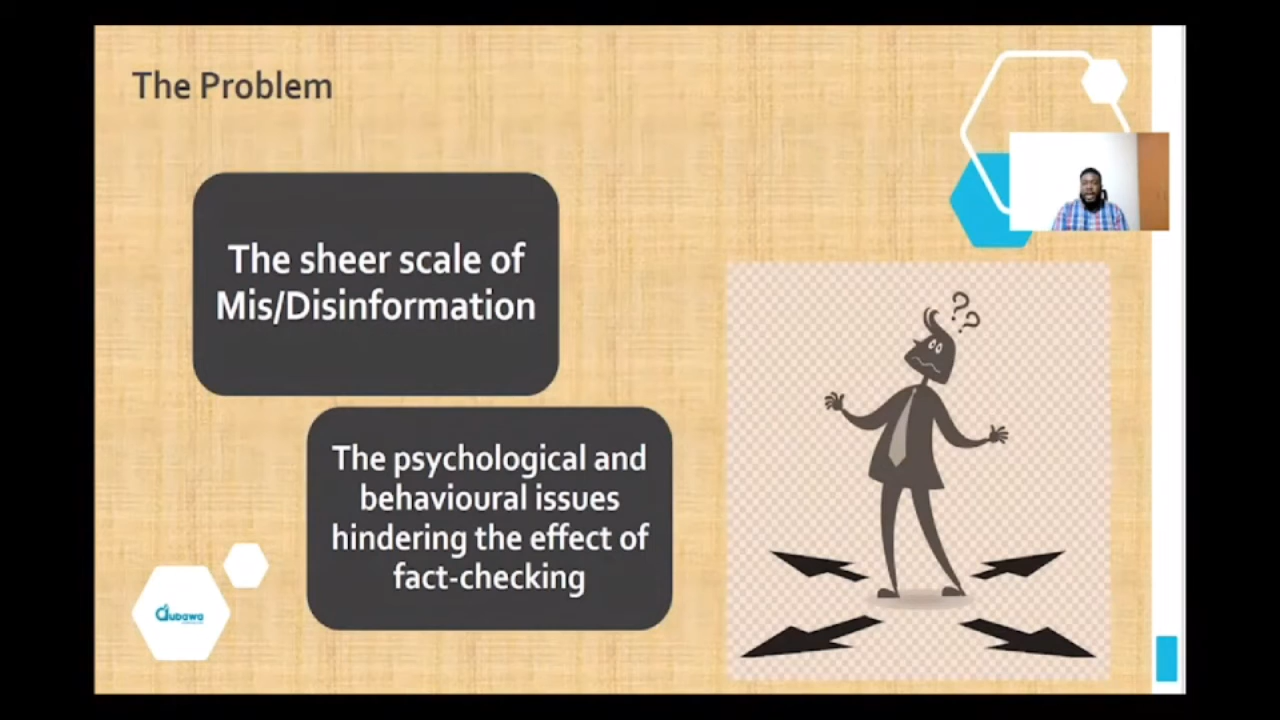 The Problem
The sheer scale of
Mis/Disinformation
??
The psychological and
behavioural issues
hindering the effect of
fact-checking
Dubawa